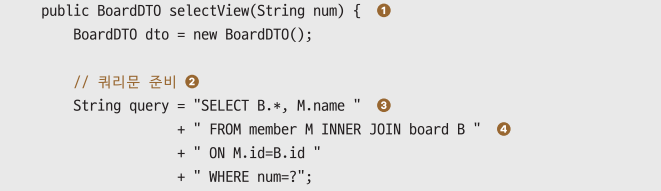 public BoardDTO selectView(String num) { ❶
BoardDTO dto = new BoardDTO();
// 쿼리문 준비 ❷
String query = "SELECT B.*, M.name " ❸
+ " FROM member M INNER JOIN board B " ❹
+ " ON M.id=B.id "
+ " WHERE num=?";